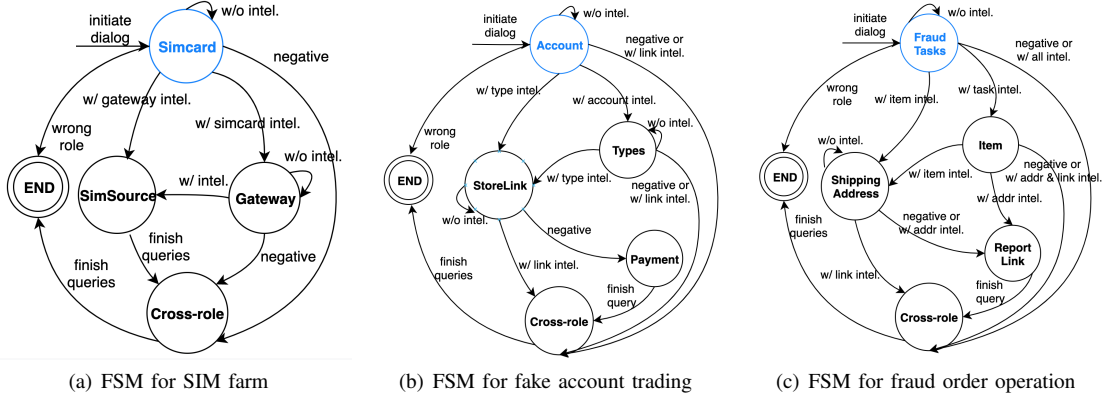 w/o intel.
initiate
dialog
Simcard
negative
w/ gateway intel.
w/ simcard intel.
wrong
role
w/o intel.
END
SimSource
w/ intel.
Gateway
finish
queries
negative
finish
queries
Cross-role
(a) FSM for SIM farm
w/o intel.
initiate
dialog
Account
negative or
w/ link intel.
w/ type intel.
w/ account intel.
wrong
role
w/o intel.
Types
END
StoreLink
w/ type intel.
negative or
w/ link intel.
w/o intel.
negative
finish
queries
w/ link intel.
Payment
finish
query
Cross-role
(b) FSM for fake account trading
w/o intel.
initiate
dialog
Fraud
Tasks
negative or
w/ all intel.
wrong
role
w/ item intel.
w/ task intel.
w/o intel.
Item
END
Shipping
Address
w/ item intel.
negative or
w/ addr & link intel.
w/ addr intel.
finish
queries
negative or
w/ addr intel.
Report
Link
w/ link intel.
finish
query
Cross-role
(c) FSM for fraud order operation